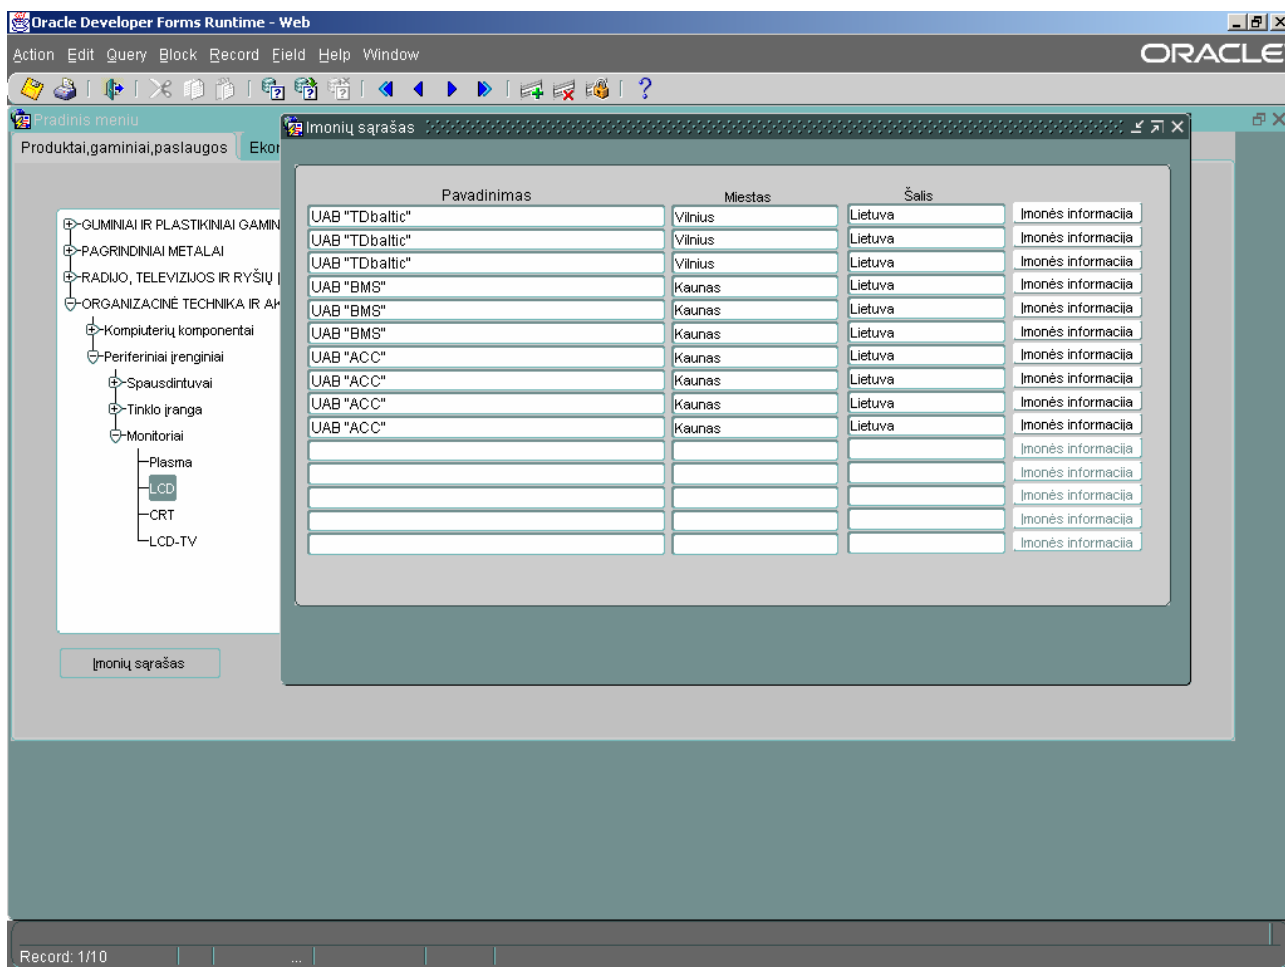 Oracle Developer Forms Runtime - Web
Action Edit Query Block Record Field Help Window
ORACLE
Pradinis meniu
Produktai,gaminiai,paslaugos
Ekor
GUMINIAI IR PLASTIKINIAI GAMIN
PAGRINDINIAI METALAI
RADIJO, TELEVIZIJOS IR RYŠIŲ Į
ORGANIZACINĖ TECHNIKA IR AK
Kompiuterių komponentai
Periferiniai įrenginiai
Spausdintuvai
Tinklo įranga
Monitoriai
Plasma
LCD
CRT
LCD-TV
Įmonių sąrašas
Imonių sąrašas
Pavadinimas Miestas Šalis
UAB "TDbaltic" Vilnius Lietuva Įmonės informacija
UAB "TDbaltic" Vilnius Lietuva Įmonės informacija
UAB "TDbaltic" Vilnius Lietuva Įmonės informacija
UAB "BMS" Kaunas Lietuva Įmonės informacija
UAB "BMS" Kaunas Lietuva Įmonės informacija
UAB "BMS" Kaunas Lietuva Įmonės informacija
UAB "ACC" Kaunas Lietuva Įmonės informacija
UAB "ACC" Kaunas Lietuva Įmonės informacija
UAB "ACC" Kaunas Lietuva Įmonės informacija
UAB "ACC" Kaunas Lietuva Įmonės informacija
Įmonės informacija
Įmonės informacija
Įmonės informacija
Įmonės informacija
Įmonės informacija
Record: 1/10 ...